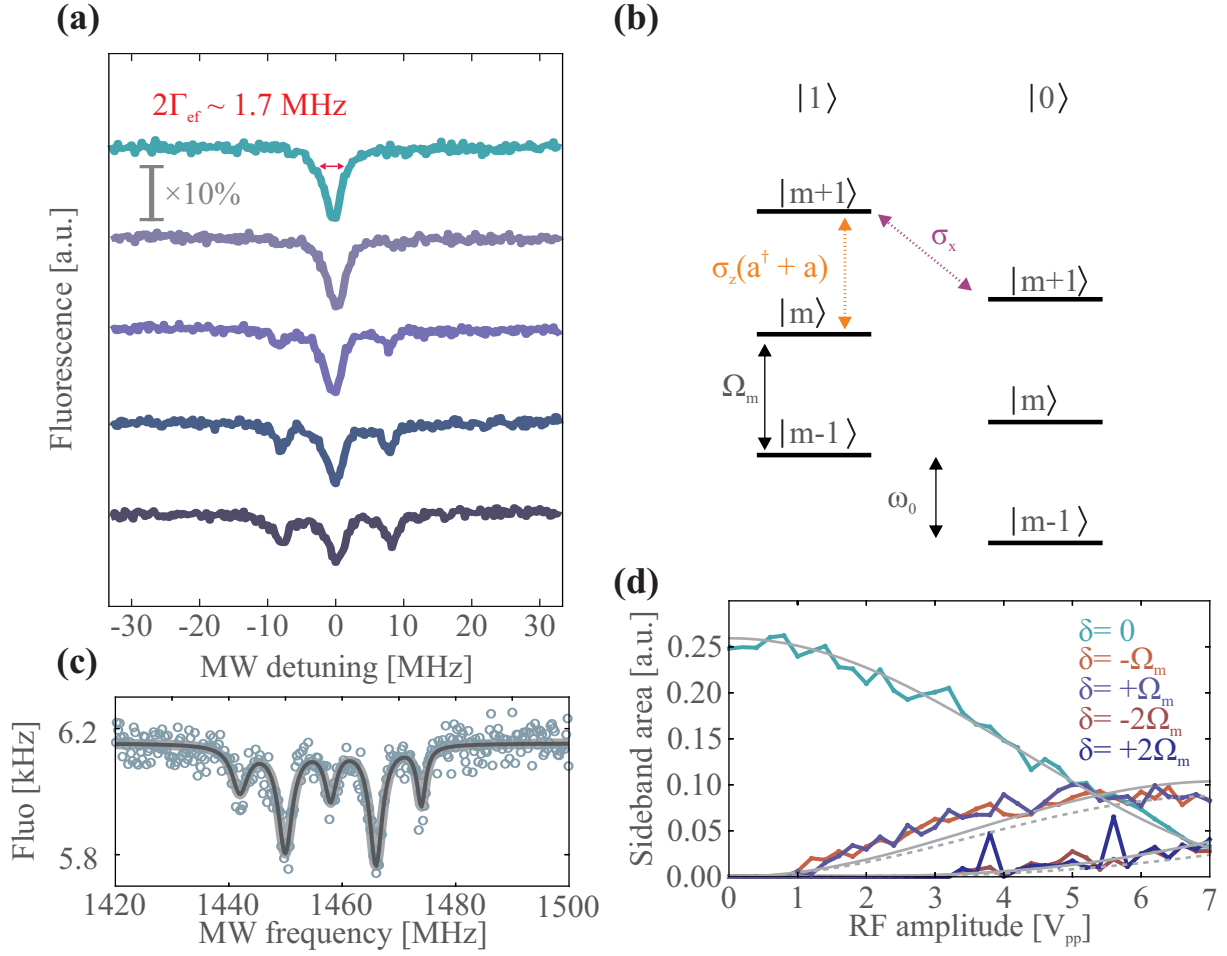 (a)
2Γef ~ 1.7 MHz
×10%
Fluorescence [a.u.]
-30 -20 -10 0 10 20 30
MW detuning [MHz]
(b)
|1⟩ |0⟩
|m+1⟩
σx
σz(a† + a)
|m+1⟩
|m⟩
Ωm
|m⟩
|m-1⟩
ω0
|m-1⟩
(c)
6.2
5.8
Fluo [kHz]
1420 1440 1460 1480 1500
MW frequency [MHz]
(d)
0.25
0.20
0.15
0.10
0.05
0.00
Sideband area [a.u.]
δ= 0
δ= -Ωm
δ= +Ωm
δ= -2Ωm
δ= +2Ωm
0 1 2 3 4 5 6 7
RF amplitude [Vpp]